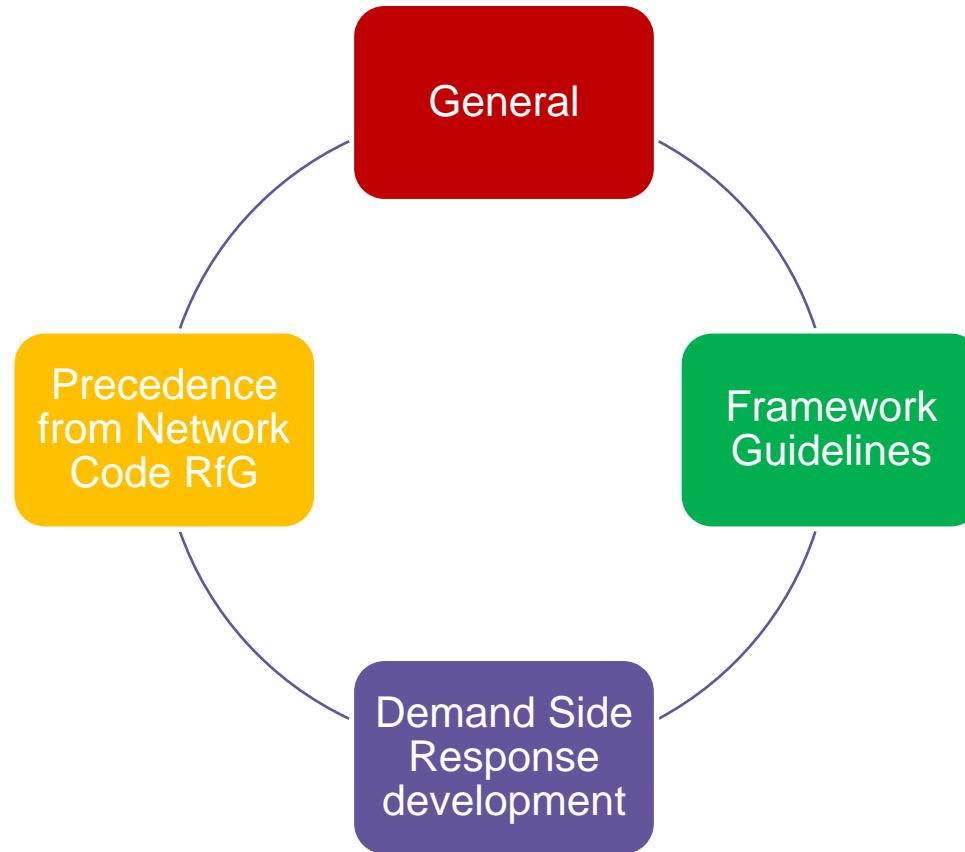 General
Framework
Guidelines
Demand Side
Response
development
Precedence
from Network
Code RfG